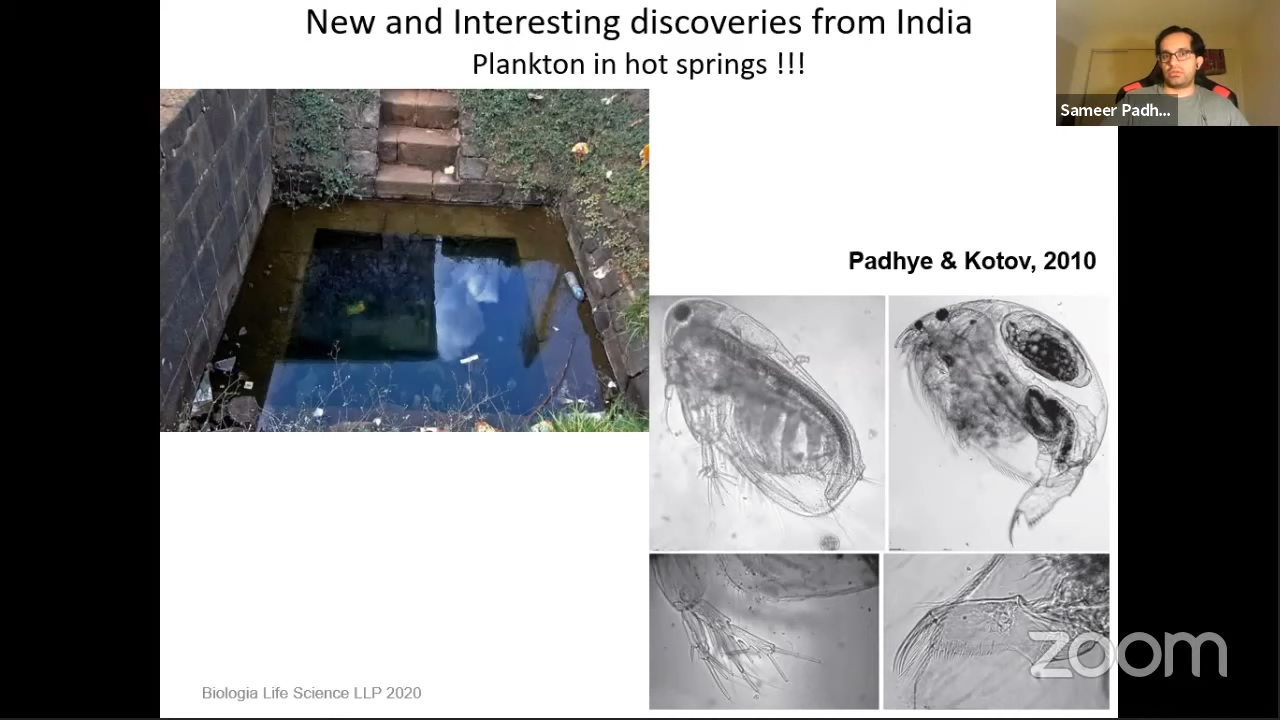 New and Interesting discoveries from India
Plankton in hot springs !!!
Sameer Padh...
Padhye & Kotov, 2010
Biologia Life Science LLP 2020
zoom